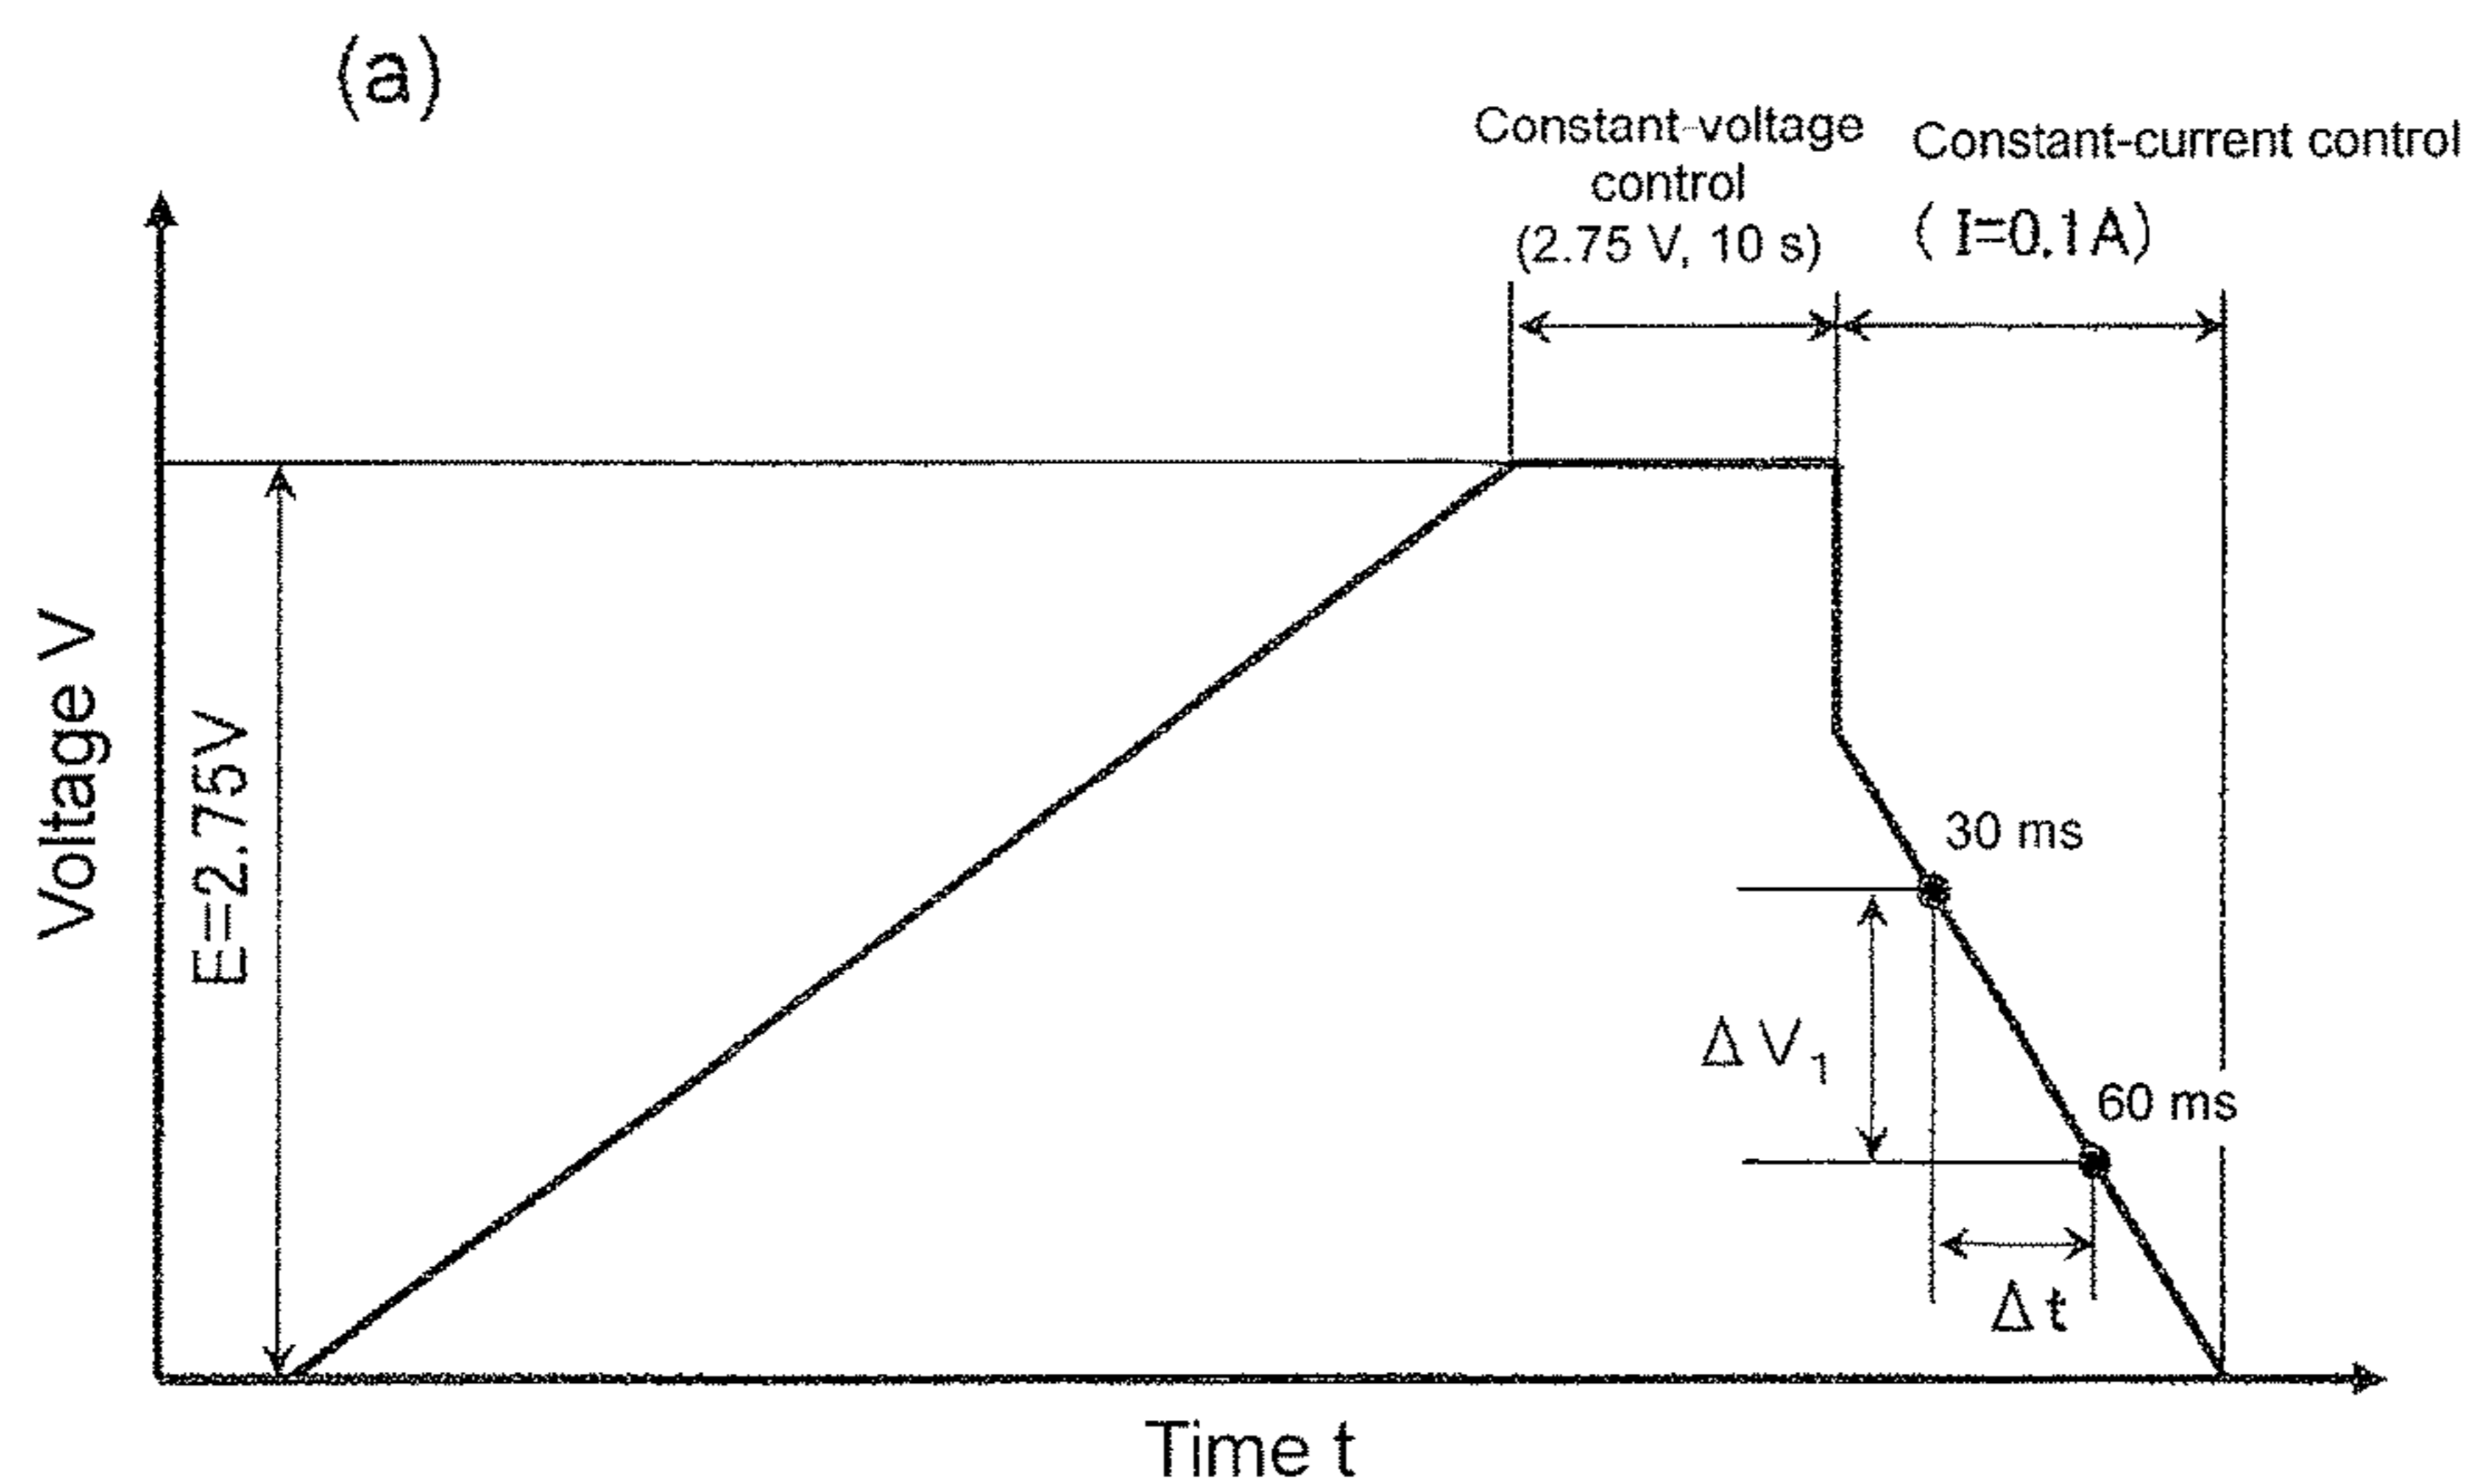 (a)
Constant-voltage
control
(2.75 V, 10 s)
Constant-current control
( I=0.1A)
Voltage V
E=2.75V
30 ms
ΔV1
60 ms
Δt
Time t